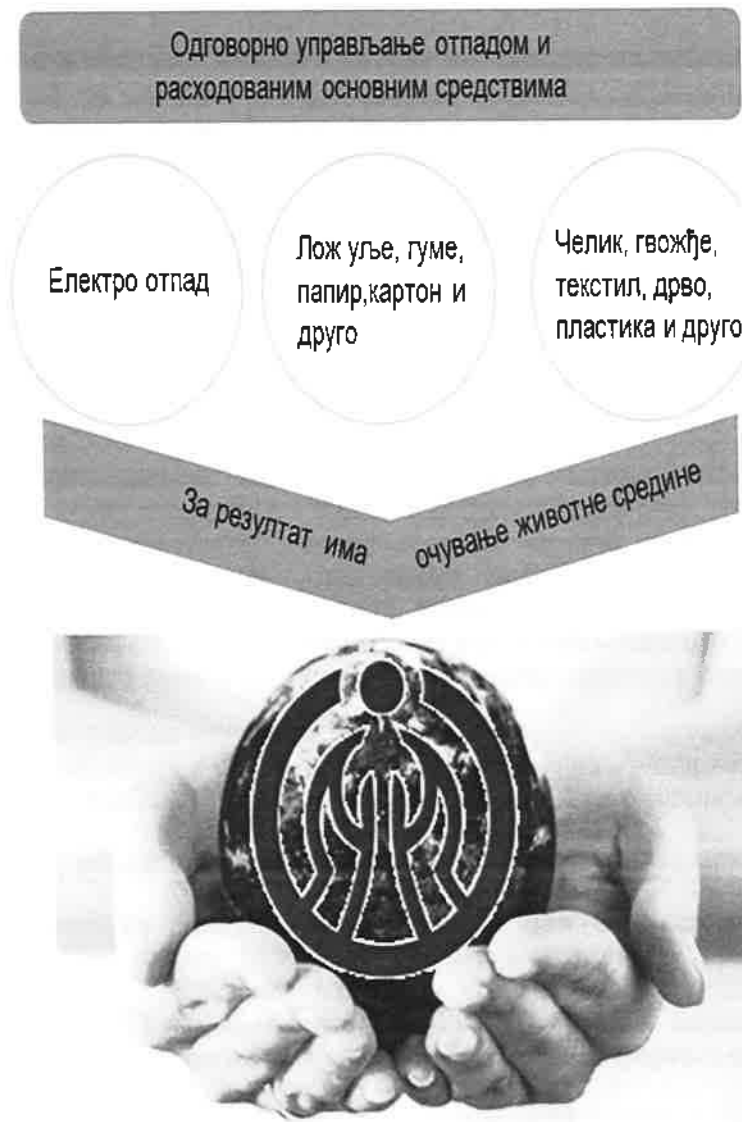 Одговорно управљање отпадом и
расходованим основним средствима
Електро отпад
Лож уље, гуме,
папир,картон и
друго
Челик, гвожђе,
текстил, дрво,
пластика и друго
За резултат има
очување животне средине